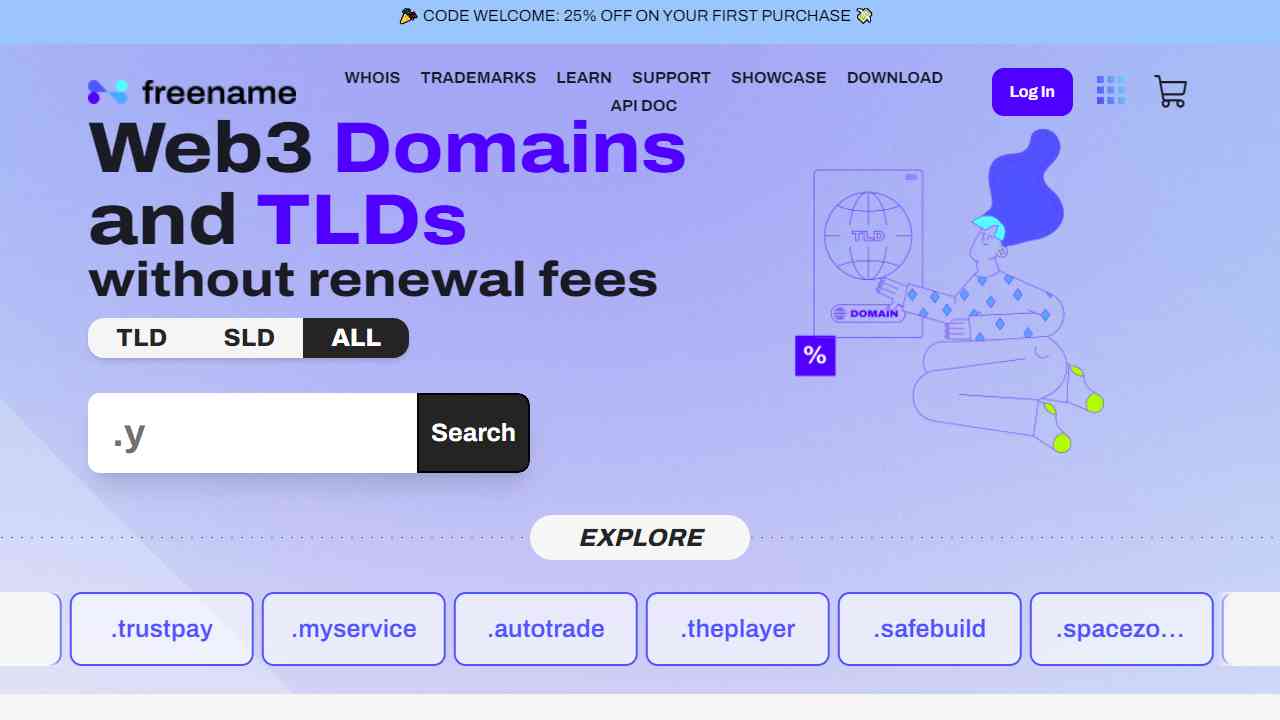 CODE WELCOME: 25% OFF ON YOUR FIRST PURCHASE
freename
WHOIS TRADEMARKS LEARN SUPPORT SHOWCASE DOWNLOAD
API DOC
Log In
Web3 Domains
and TLDs
without renewal fees
TLD SLD ALL
.y
Search
TLD
DOMAIN
%
EXPLORE
.trustpay .myservice .autotrade .theplayer .safebuild .spacezo...